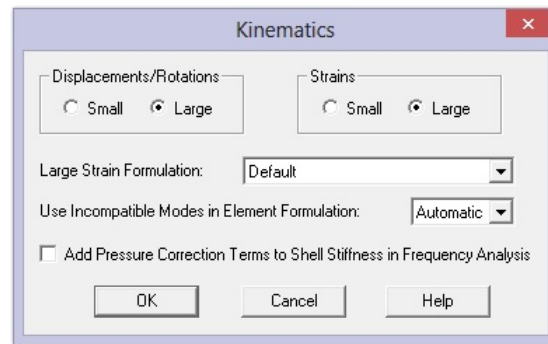 Kinematics
Displacements/Rotations
Small
Large
Strains
Small
Large
Large Strain Formulation:
Default
Use Incompatible Modes in Element Formulation:
Automatic
Add Pressure Correction Terms to Shell Stiffness in Frequency Analysis
OK
Cancel
Help